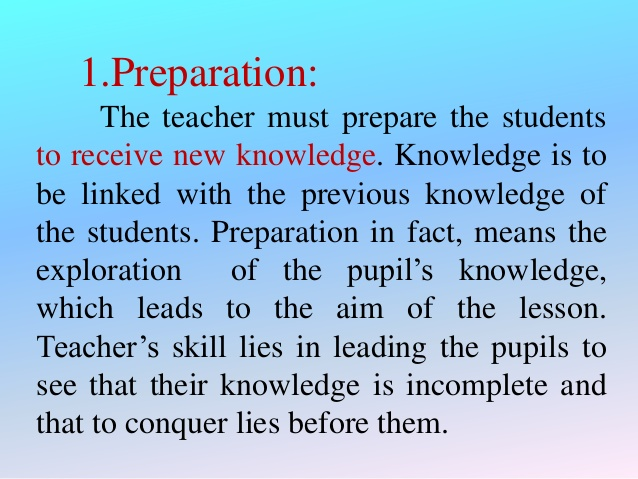 1.Preparation:
The teacher must prepare the students
to receive new knowledge. Knowledge is to
be linked with the previous knowledge of
the students. Preparation in fact, means the
exploration of the pupil’s knowledge,
which leads to the aim of the lesson.
Teacher’s skill lies in leading the pupils to
see that their knowledge is incomplete and
that to conquer lies before them.